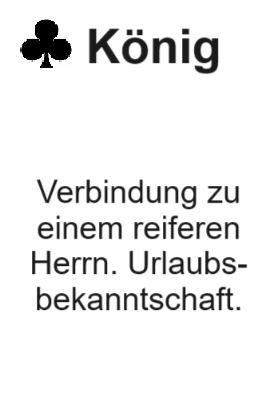 ♣ König
Verbindung zu
einem reiferen
Herrn. Urlaubs-
bekanntschaft.